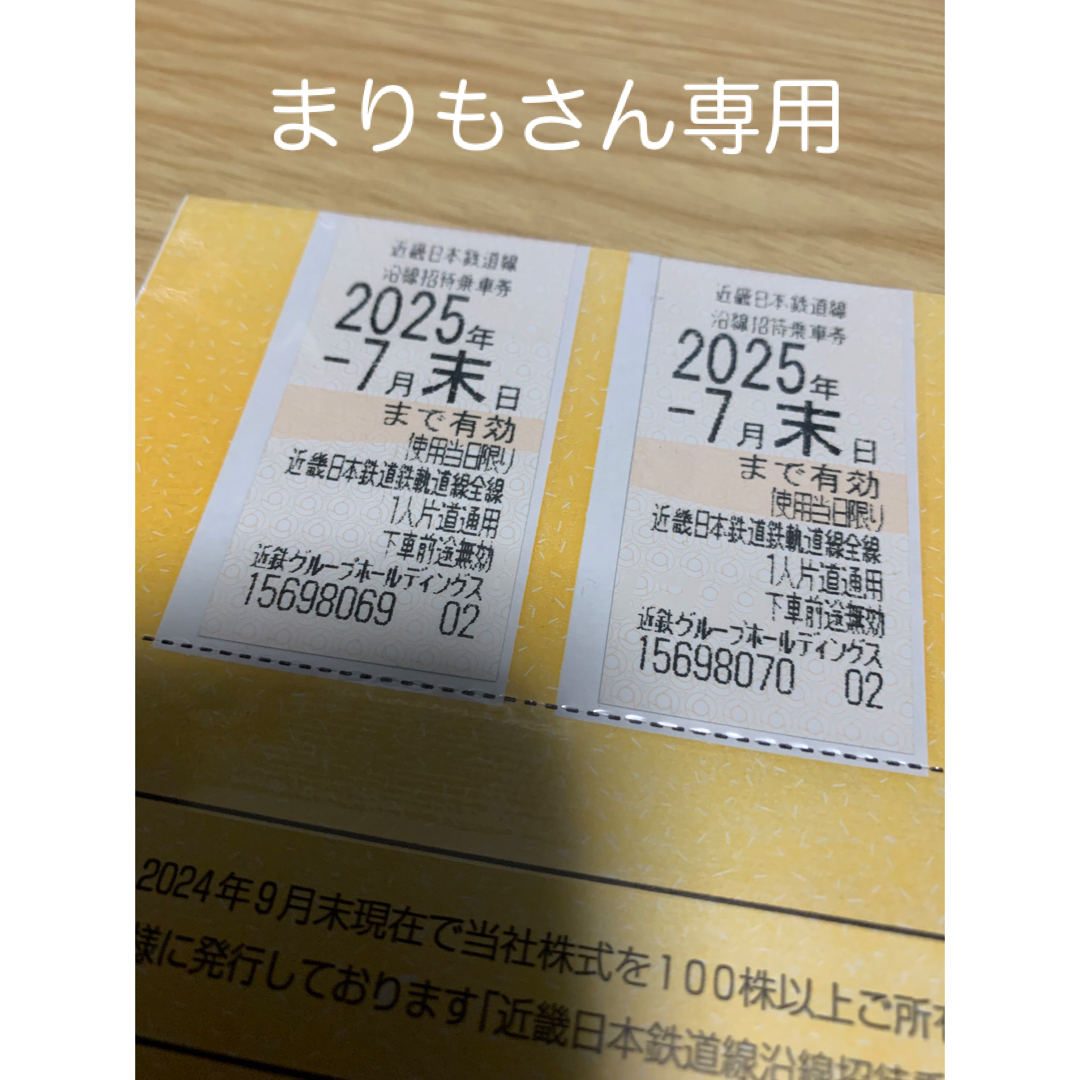 まりもさん専用
近畿日本鉄道線
沿線招待乗車券
2025年
-7月末日
まで有効
使用当日限り
近畿日本鉄道鉄軌道線全線
1人片道通用
下車前途無効
近鉄グループホールディングス
15698069 02
近畿日本鉄道線
沿線招待乗車券
2025年
-7月末日
まで有効
使用当日限り
近畿日本鉄道鉄軌道線全線
1人片道通用
下車前途無効
近鉄グループホールディングス
15698070 02
2024年9月末現在で当社株式を100株以上ご所有
様に発行しております「近畿日本鉄道線沿線招待乗